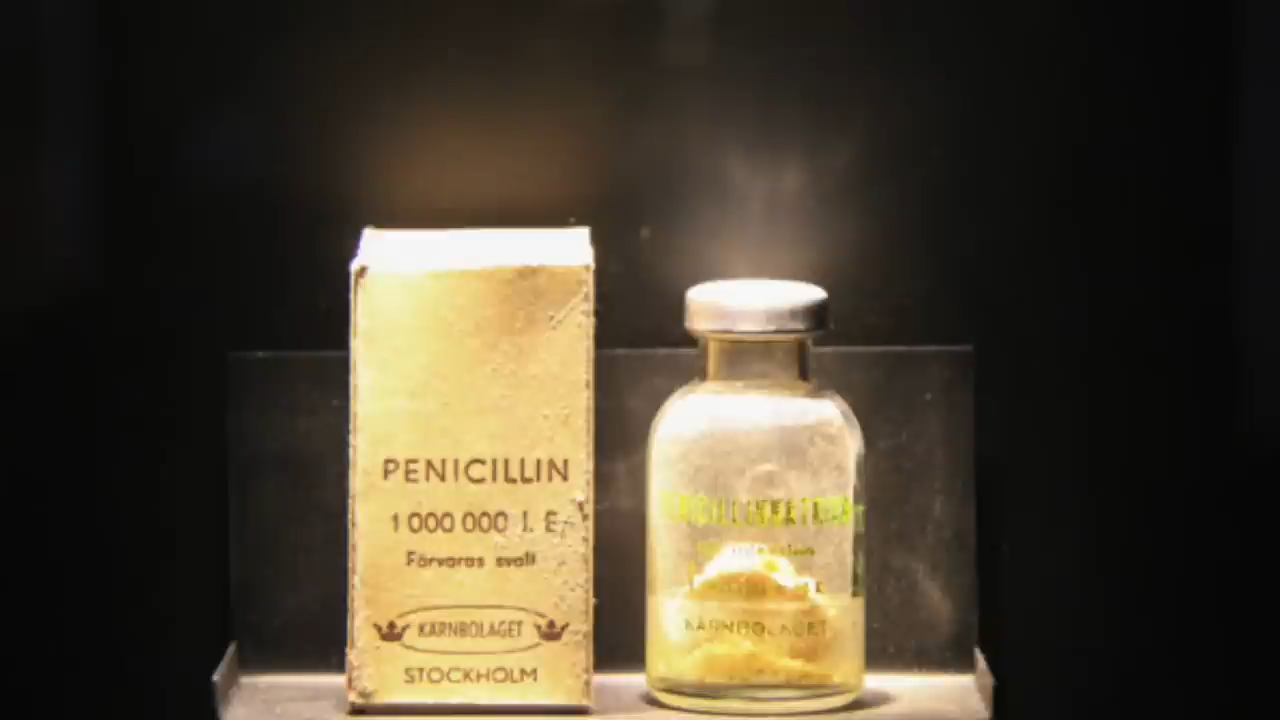 PENICILLIN
1 000 000 I. E.
Förvaras svalt
KÄRNBOLAGET
STOCKHOLM
KÄRNBOLAGET